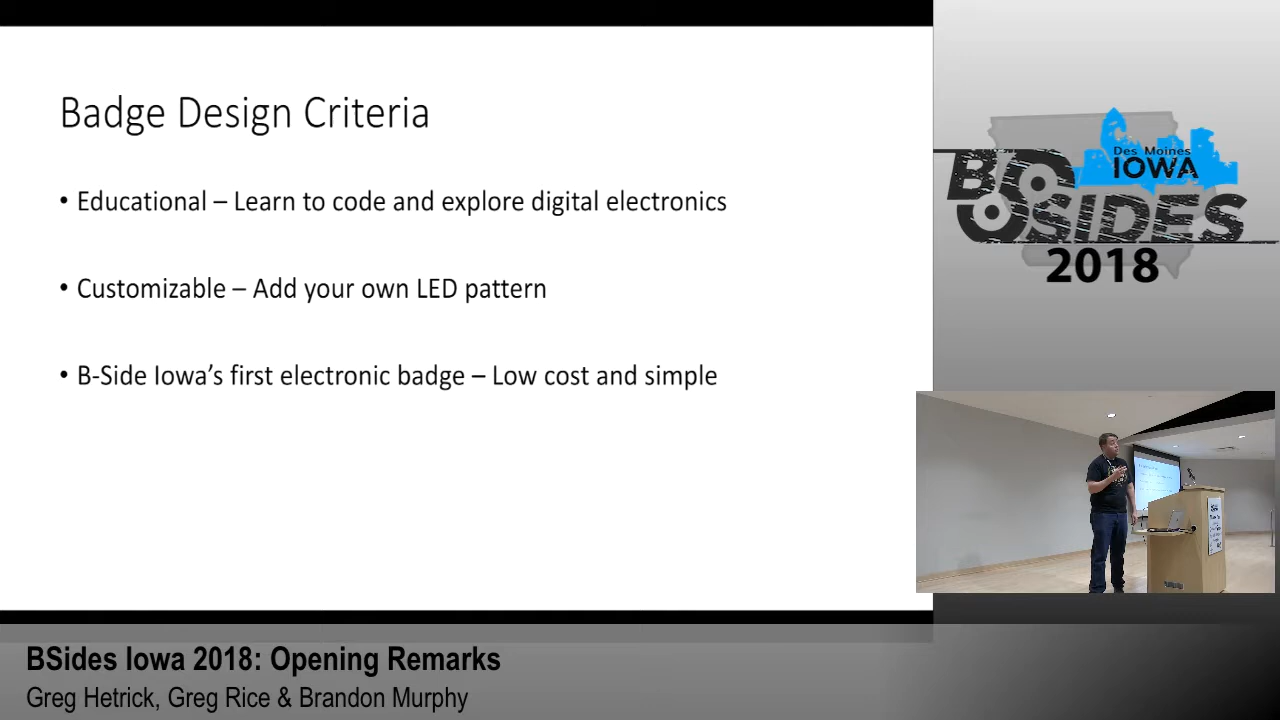 Badge Design Criteria
• Educational – Learn to code and explore digital electronics
• Customizable – Add your own LED pattern
• B-Side Iowa's first electronic badge – Low cost and simple
Des Moines
IOWA
BSIDES
2018
BSides Iowa 2018: Opening Remarks
Greg Hetrick, Greg Rice & Brandon Murphy